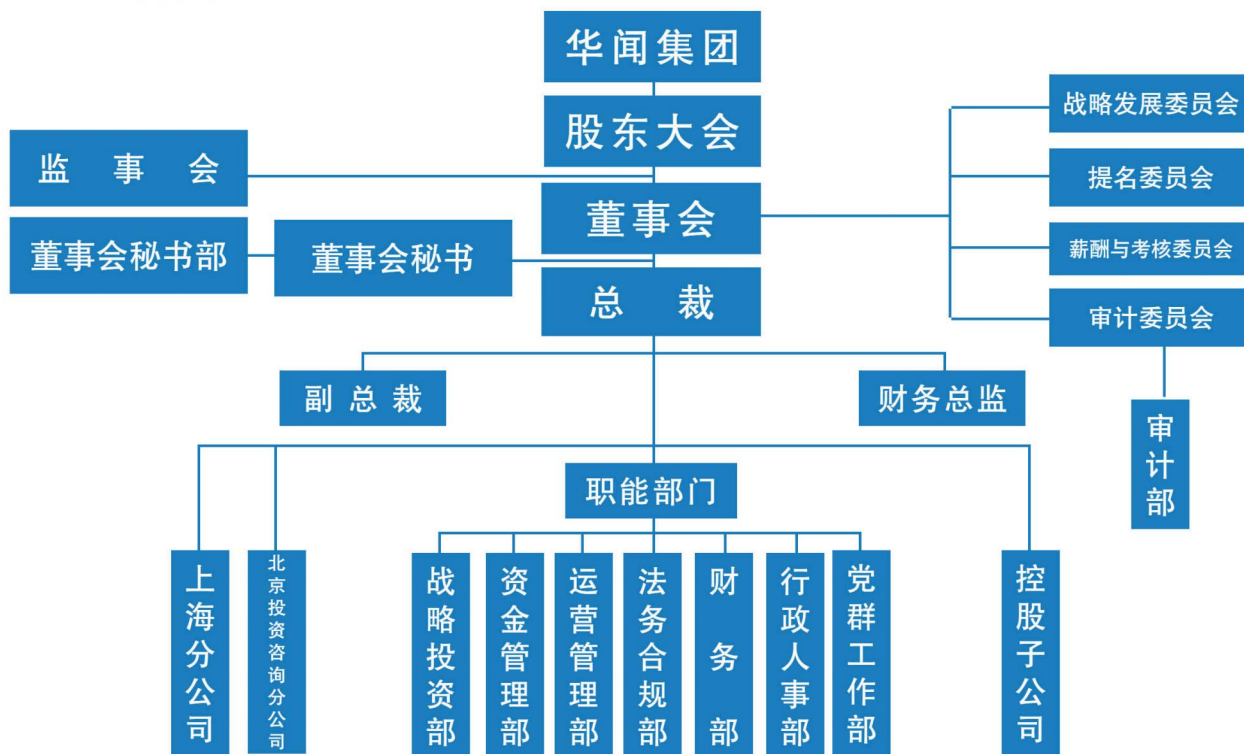 华闻集团
股东大会
监事会
董事会
董事会秘书部
董事会秘书
总裁
战略发展委员会
提名委员会
薪酬与考核委员会
审计委员会
审计部
副总裁
财务总监
职能部门
上海分公司
北京投资咨询分公司
战略投资部
资金管理部
运营管理部
法务合规部
财务部
行政人事部
党群工作部
控股子公司